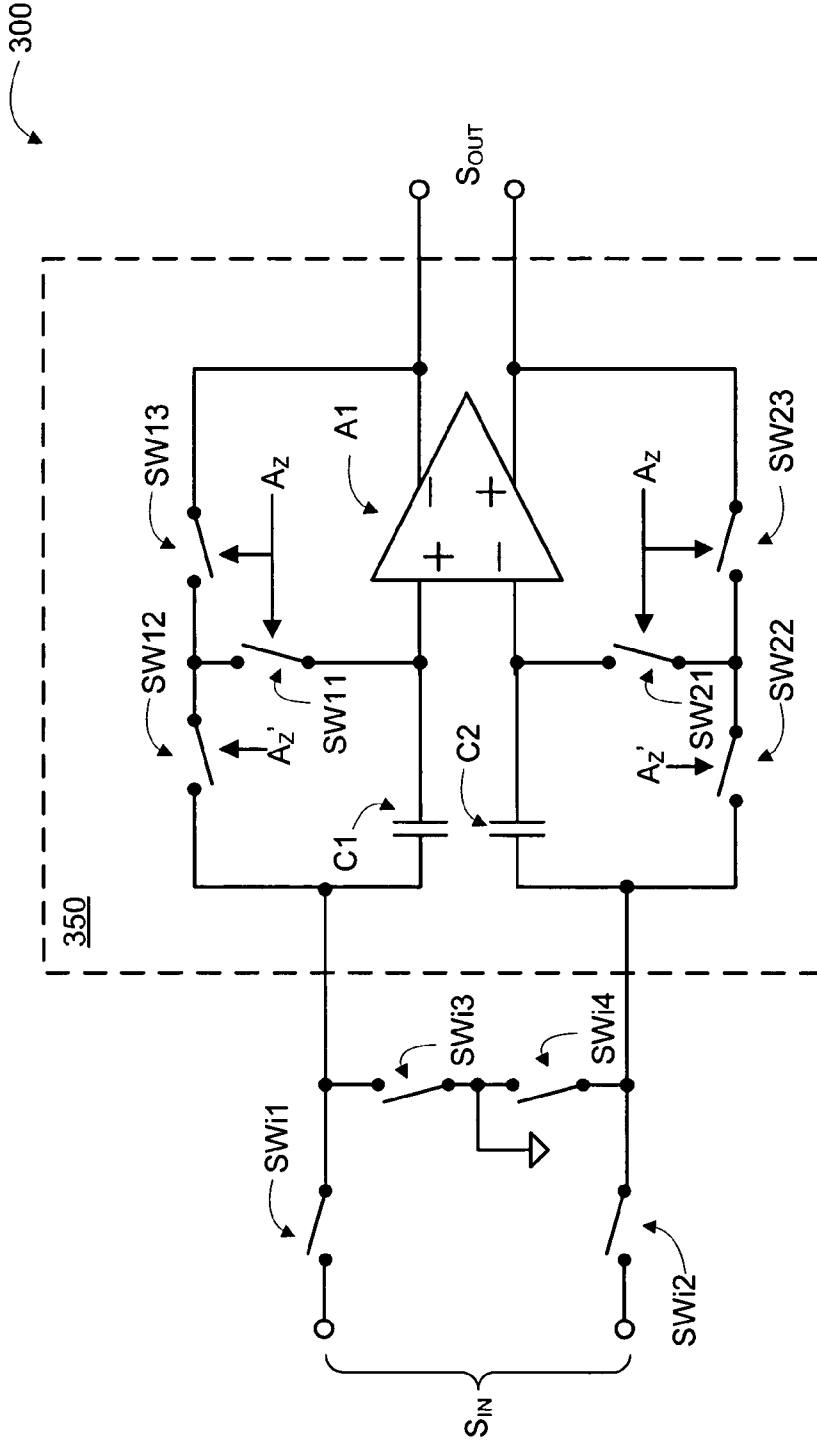 300
350
SWi1
SWi2
SWi3
SWi4
SIN
SW12
SW13
AZ'
AZ
SW11
A1
C1
C2
+
−
−
+
SOUT
AZ'
AZ
SW21
SW22
SW23